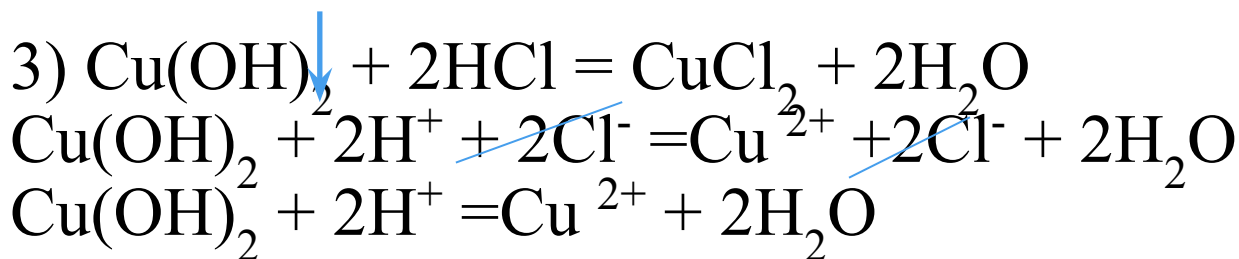 3) Cu(OH)₂↓ + 2HCl = CuCl₂ + 2H₂O
Cu(OH)₂ + 2H⁺ + 2Cl⁻ =Cu ²⁺ +2Cl⁻ + 2H₂O
Cu(OH)₂ + 2H⁺ =Cu ²⁺ + 2H₂O